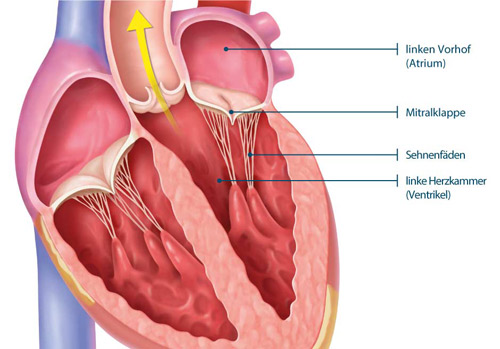 linken Vorhof
(Atrium)
Mitralklappe
Sehnenfäden
linke Herzkammer
(Ventrikel)